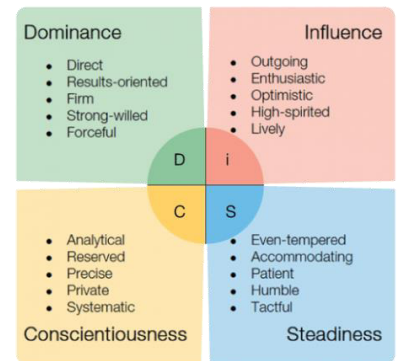 Dominance
• Direct
• Results-oriented
• Firm
• Strong-willed
• Forceful
Influence
• Outgoing
• Enthusiastic
• Optimistic
• High-spirited
• Lively
D
i
C
S
• Analytical
• Reserved
• Precise
• Private
• Systematic
Conscientiousness
• Even-tempered
• Accommodating
• Patient
• Humble
• Tactful
Steadiness